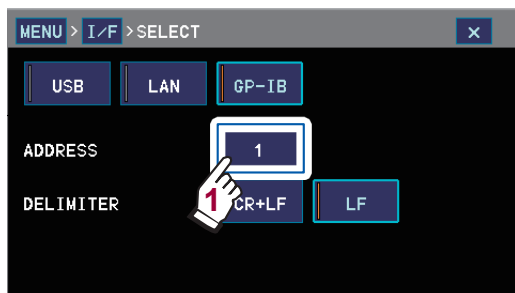 MENU > I/F > SELECT ×
USB LAN GP-IB
ADDRESS 1
1
DELIMITER CR+LF LF